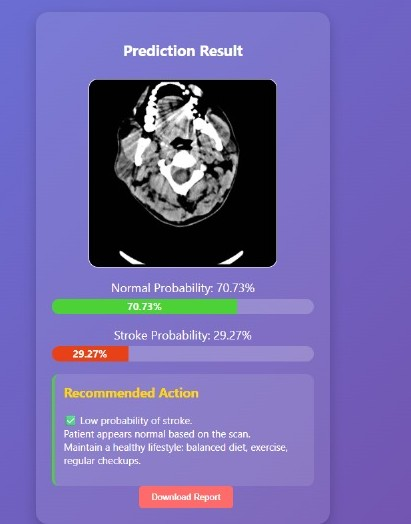 Prediction Result
Normal Probability: 70.73%
70.73%
Stroke Probability: 29.27%
29.27%
Recommended Action
✅ Low probability of stroke.
Patient appears normal based on the scan.
Maintain a healthy lifestyle: balanced diet, exercise,
regular checkups.
Download Report